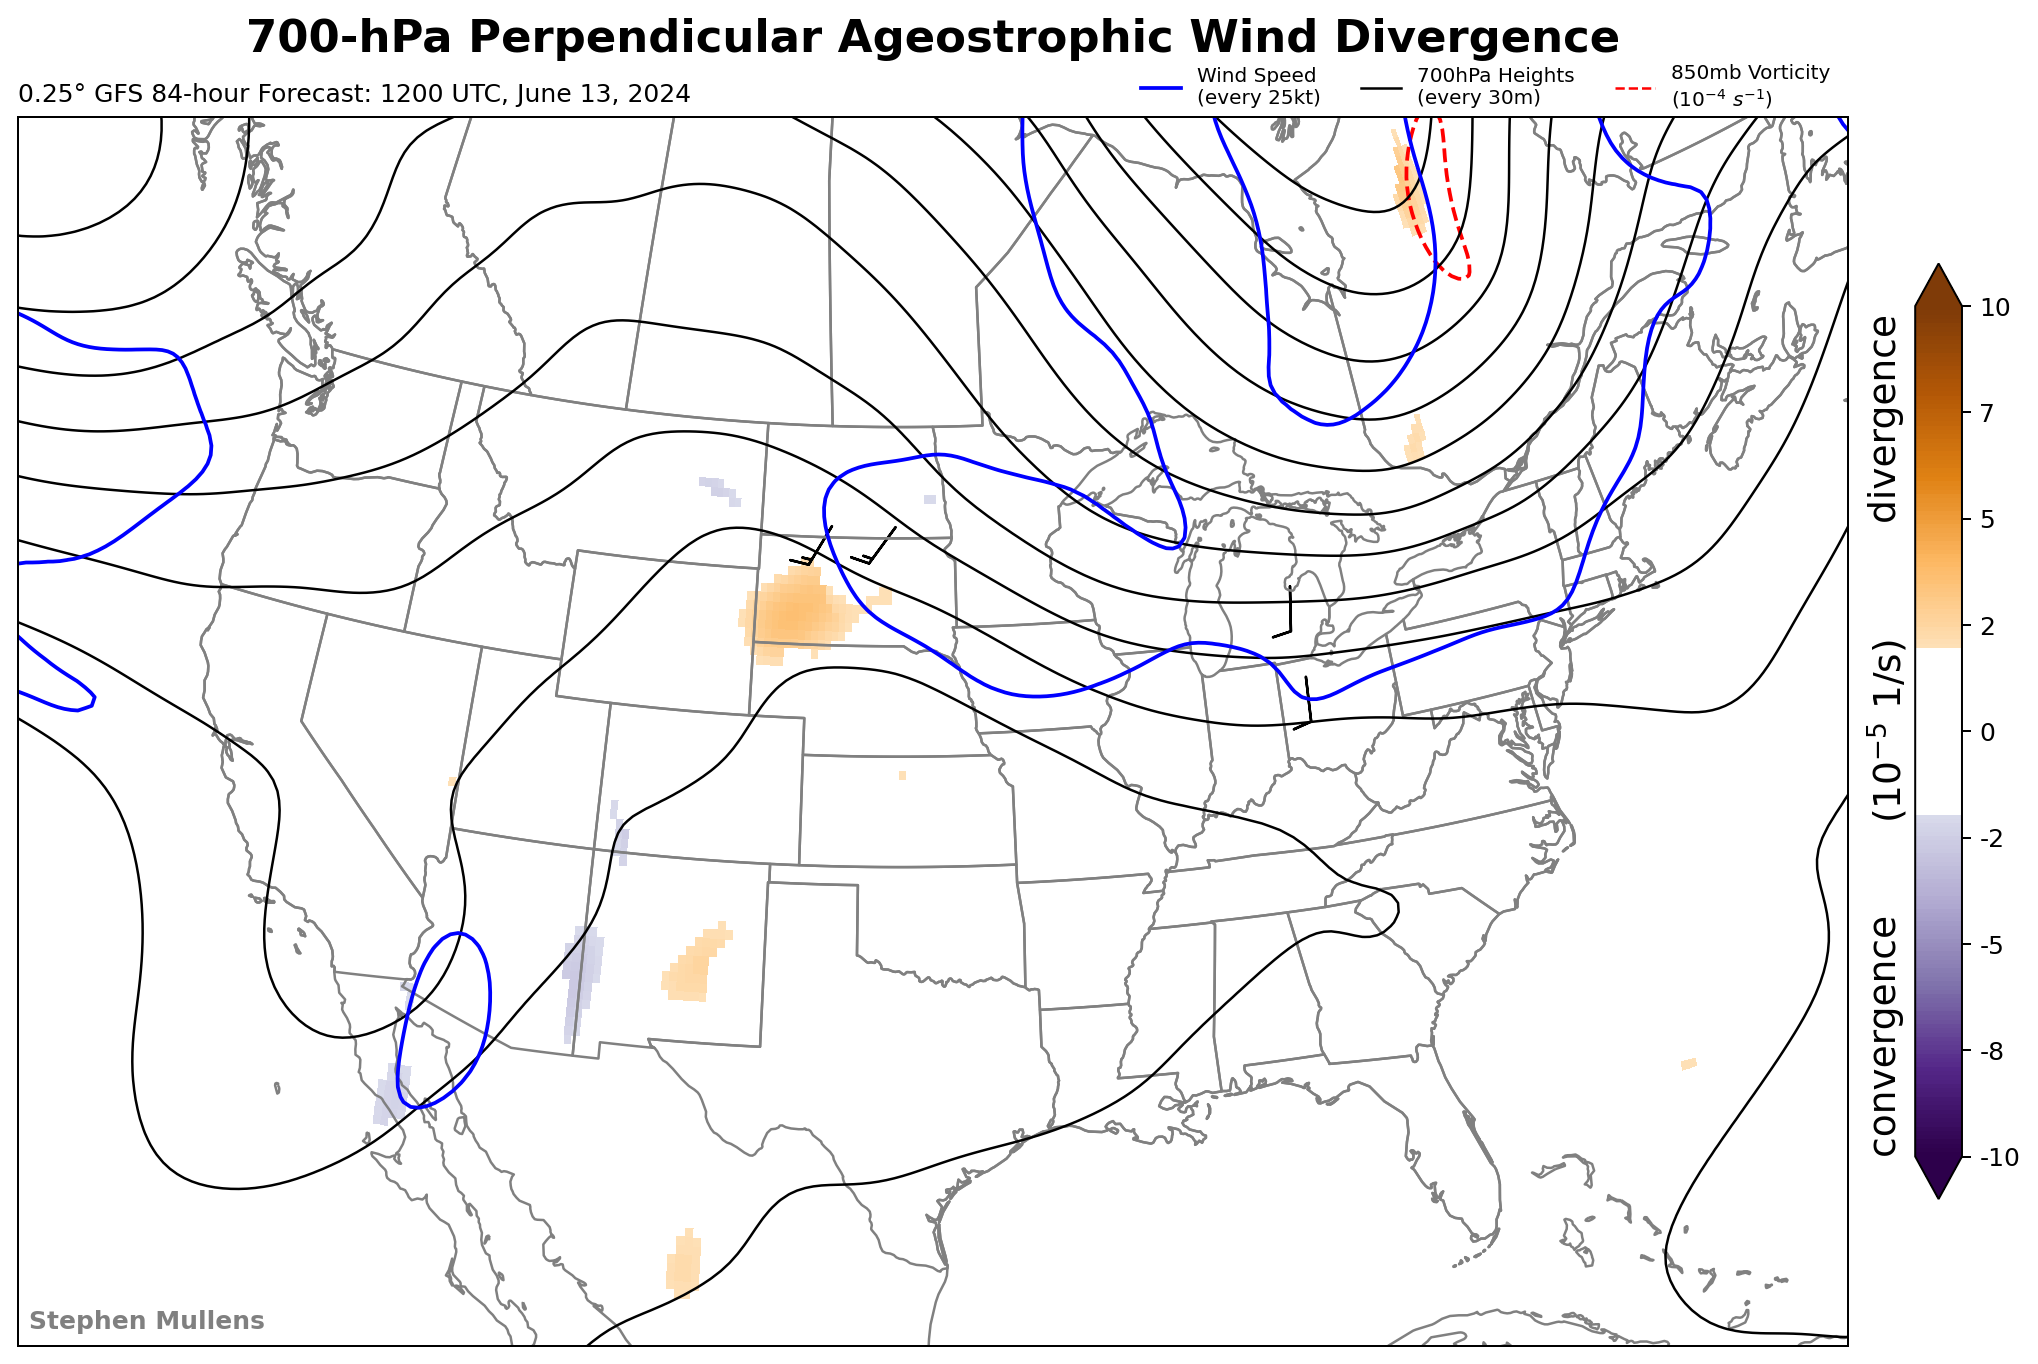 700-hPa Perpendicular Ageostrophic Wind Divergence
0.25° GFS 84-hour Forecast: 1200 UTC, June 13, 2024
Wind Speed
(every 25kt)
700hPa Heights
(every 30m)
850mb Vorticity
(10⁻⁴ s⁻¹)
10
7
5
2
0
-2
-5
-8
-10
convergence (10⁻⁵ 1/s) divergence
Stephen Mullens